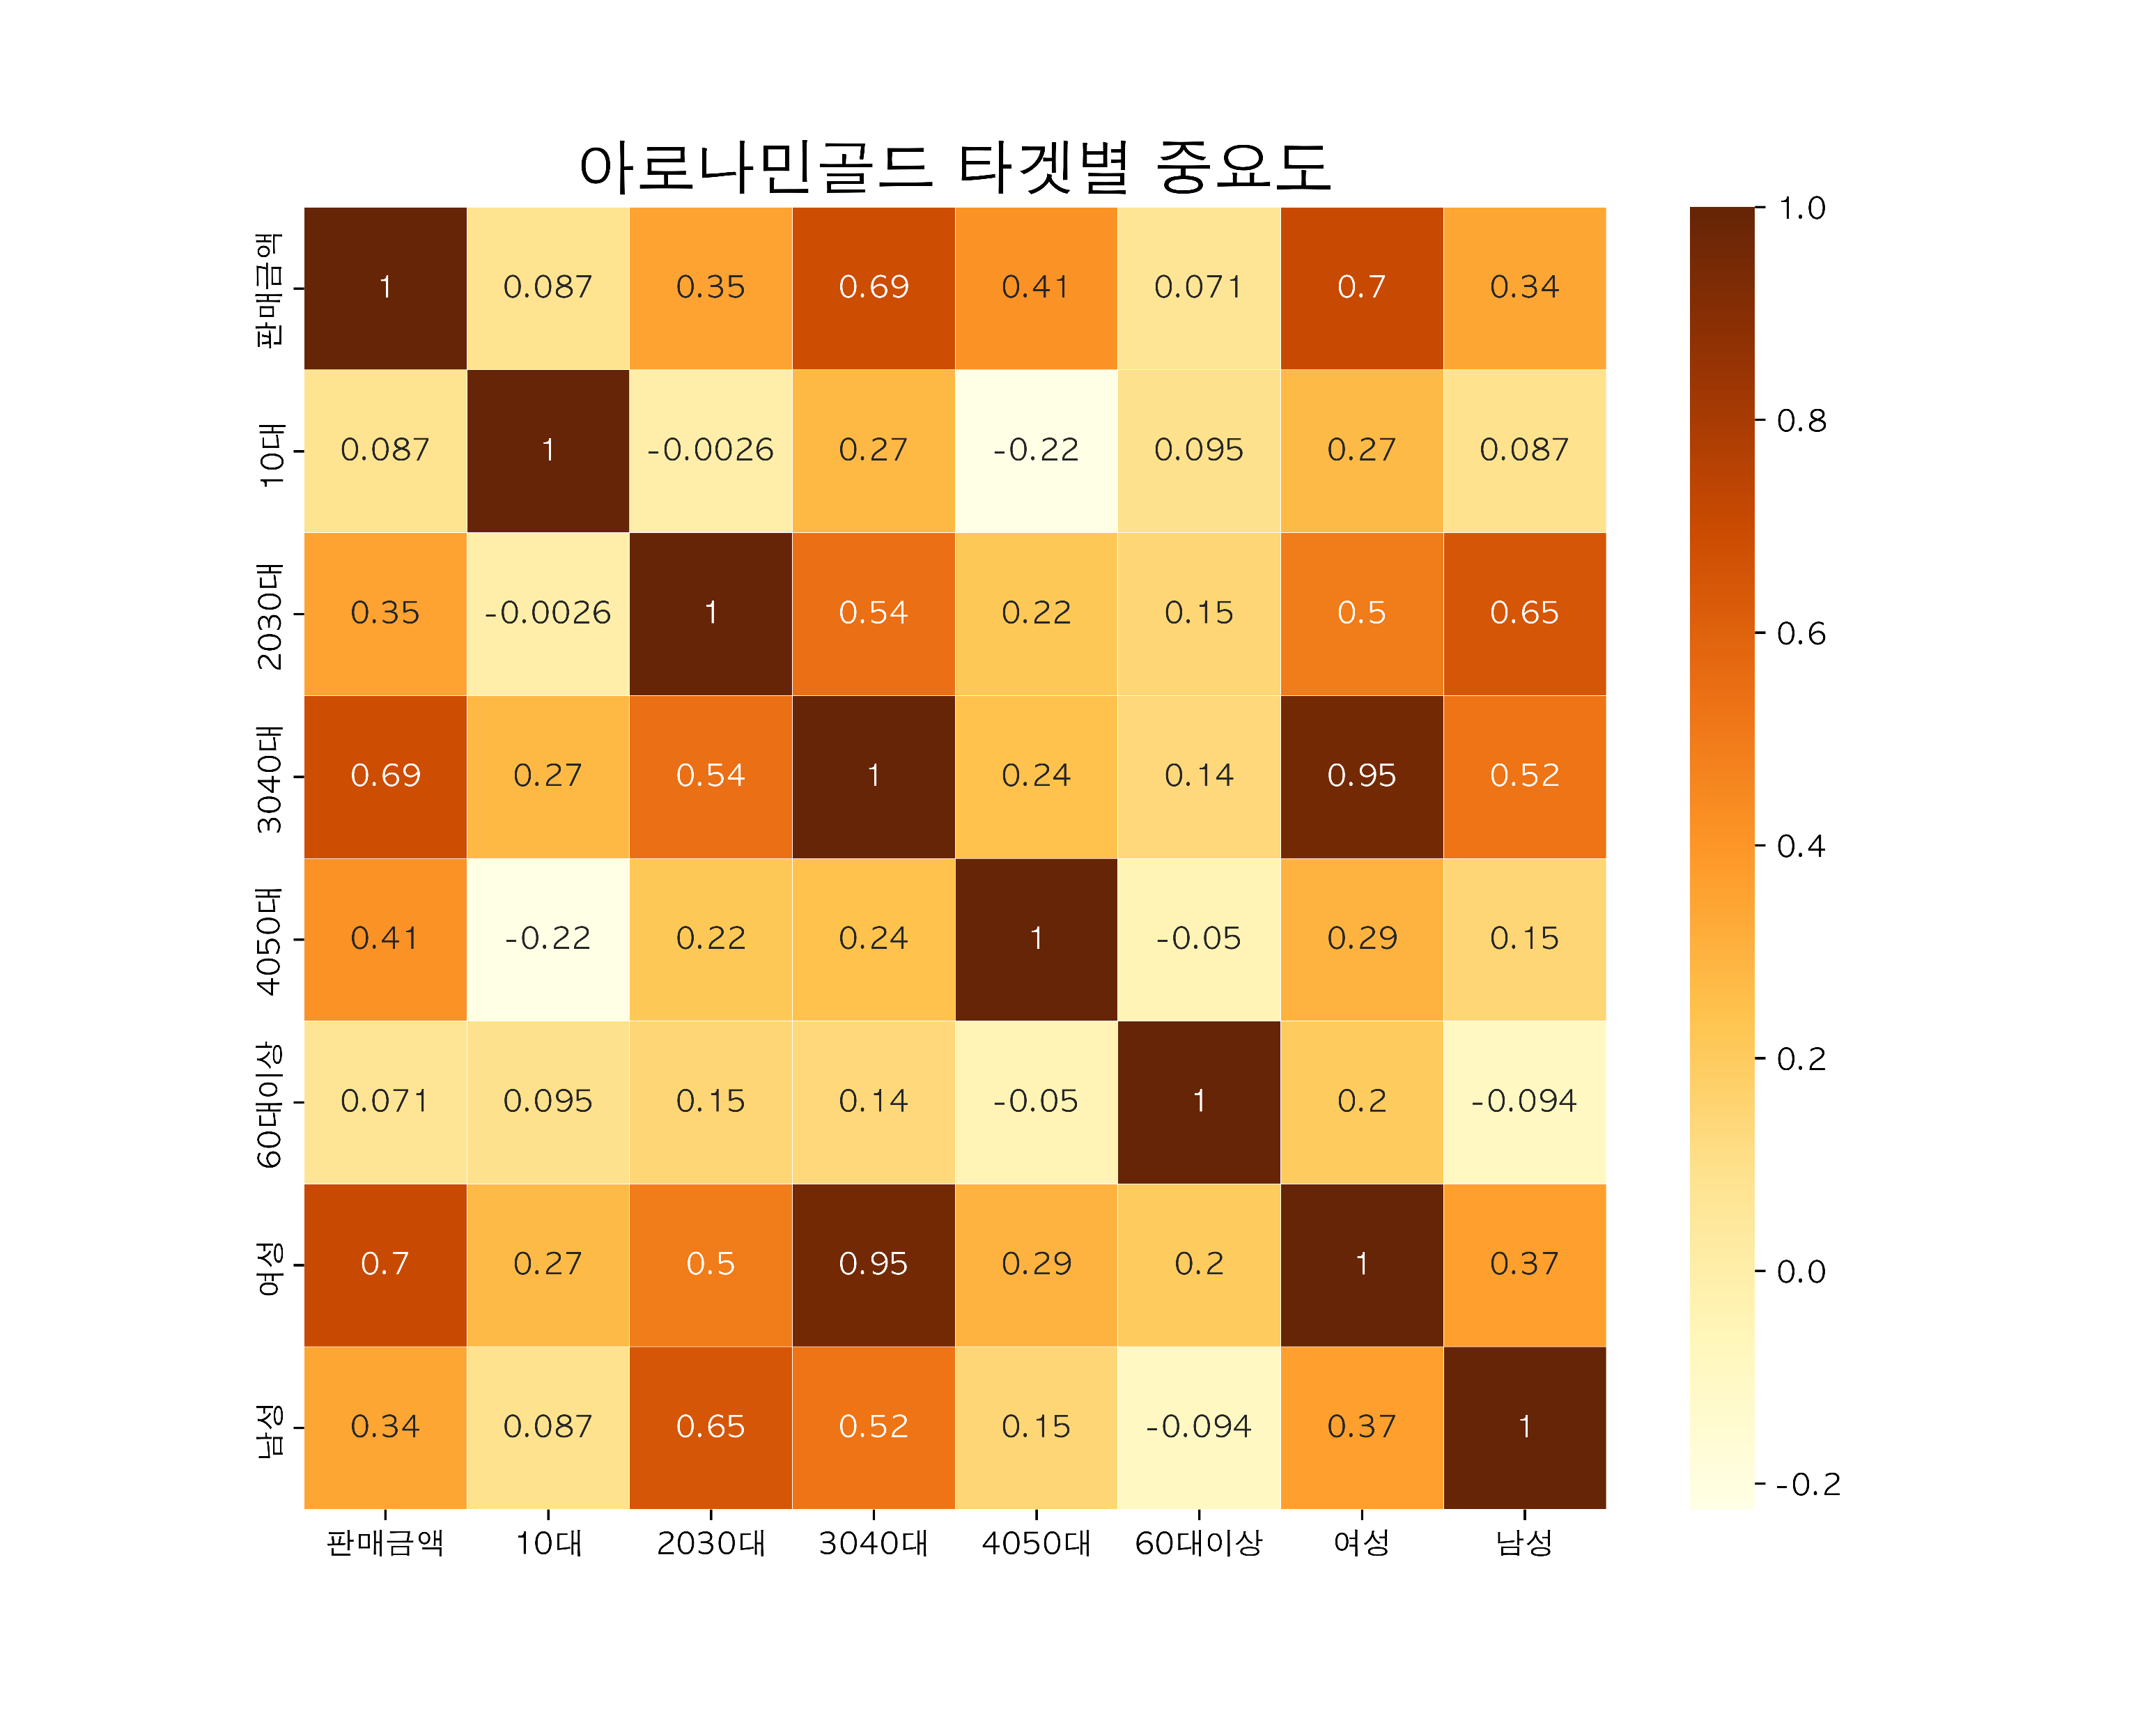 아로나민골드 타겟별 중요도
판매금액 1 0.087 0.35 0.69 0.41 0.071 0.7 0.34
10대 0.087 1 -0.0026 0.27 -0.22 0.095 0.27 0.087
2030대 0.35 -0.0026 1 0.54 0.22 0.15 0.5 0.65
3040대 0.69 0.27 0.54 1 0.24 0.14 0.95 0.52
4050대 0.41 -0.22 0.22 0.24 1 -0.05 0.29 0.15
60대이상 0.071 0.095 0.15 0.14 -0.05 1 0.2 -0.094
여성 0.7 0.27 0.5 0.95 0.29 0.2 1 0.37
남성 0.34 0.087 0.65 0.52 0.15 -0.094 0.37 1
판매금액 10대 2030대 3040대 4050대 60대이상 여성 남성
1.0
0.8
0.6
0.4
0.2
0.0
-0.2